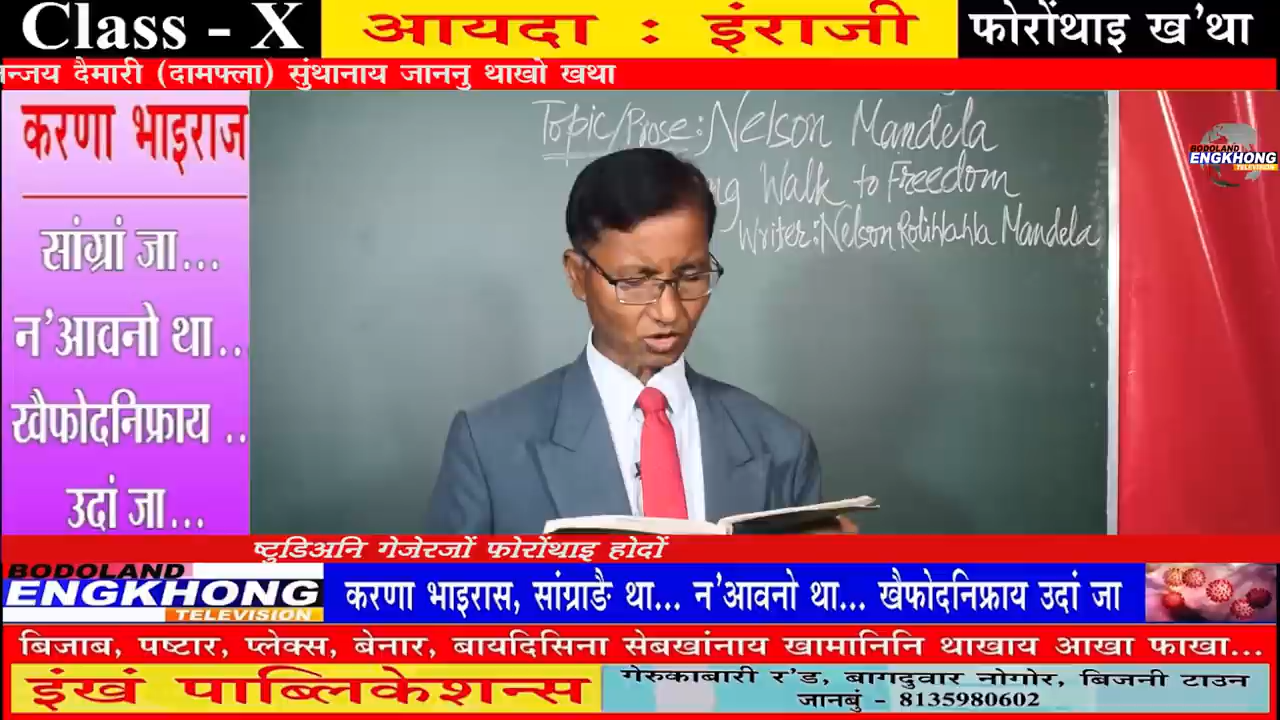 Class - X
आयदा : इंराजी
फोरोंथाइ ख'था
न्जय दैमारी (दामफ्ला) सुंथानाय जाननु थाखो खथा
करणा भाइराज
सांग्रां जा...
न'आवनो था..
खैफोदनिफ्राय ..
उदां जा...
Topic/Prose: Nelson Mandela
Walk to Freedom
Writer: Nelson Rolihlahla Mandela
BODOLAND
ENGKHONG
TELEVISION
ष्टुडिअनि गेजेरजों फोरोंथाइ होदों
BODOLAND
ENGKHONG
TELEVISION
करणा भाइरास, सांग्राङै था... न'आवनो था... खैफोदनिफ्राय उदां जा
बिजाब, पष्टार, प्लेक्स, बेनार, बायदिसिना सेबखांनाय खामानिनि थाखाय आखा फाखा...
इंखं पाब्लिकेशन्स
गेरुकाबारी र'ड, बागदुवार नोगोर, बिजनी टाउन
जानबुं - 8135980602